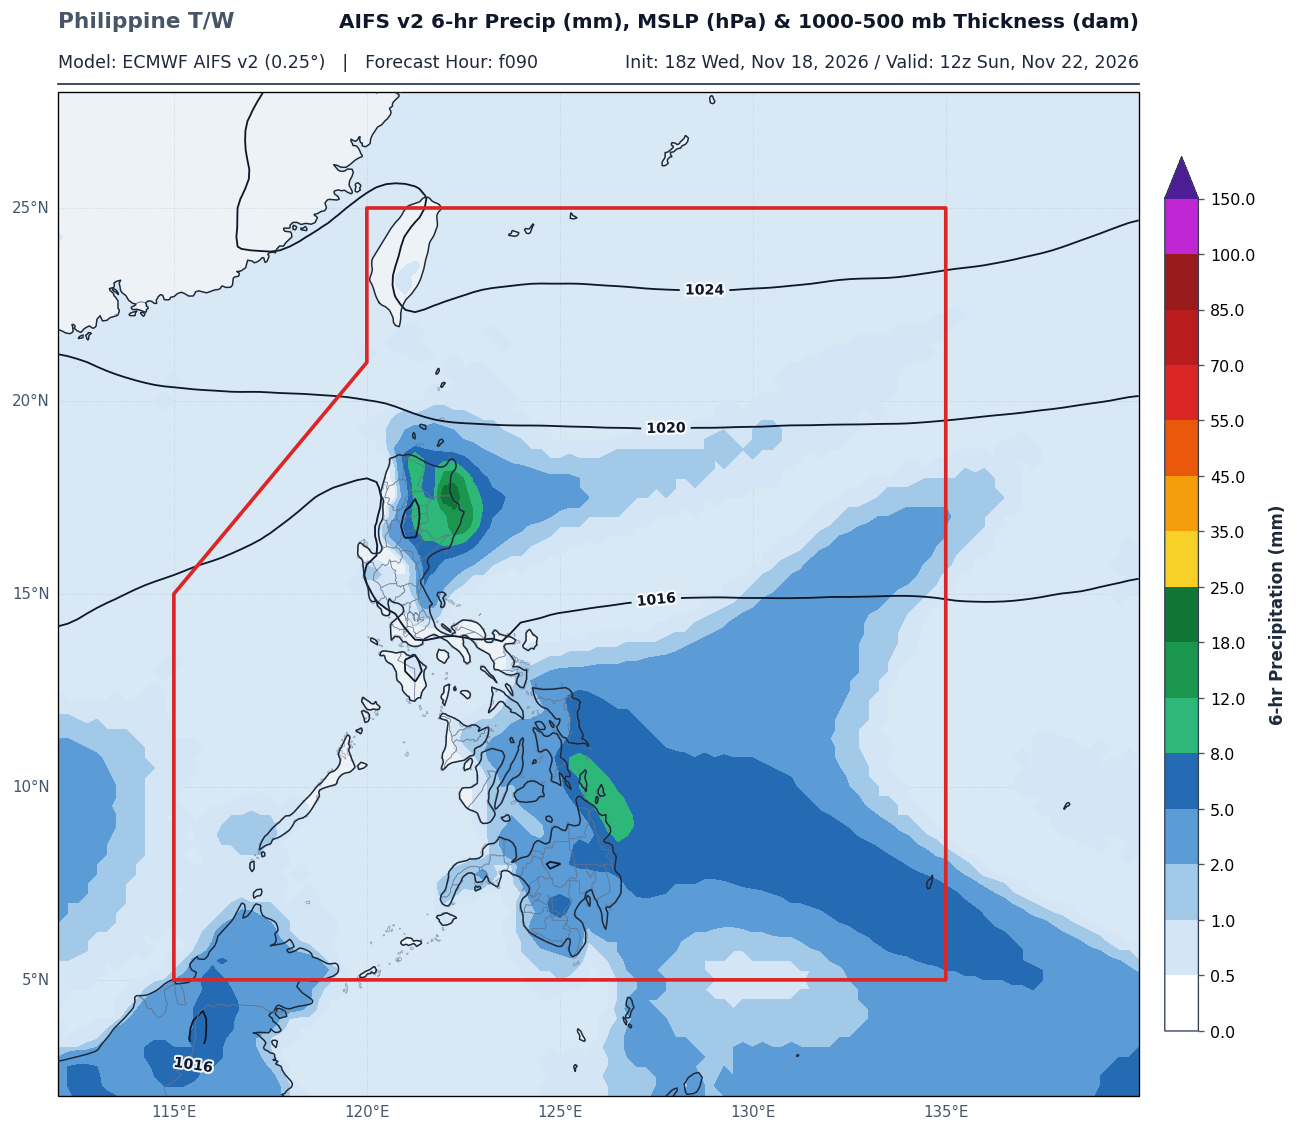 Philippine T/W
AIFS v2 6-hr Precip (mm), MSLP (hPa) & 1000-500 mb Thickness (dam)
Model: ECMWF AIFS v2 (0.25°)   |   Forecast Hour: f090
Init: 18z Wed, Nov 18, 2026 / Valid: 12z Sun, Nov 22, 2026
25°N
20°N
15°N
10°N
5°N
1024
1020
1016
1016
115°E
120°E
125°E
130°E
135°E
150.0
100.0
85.0
70.0
55.0
45.0
35.0
25.0
18.0
12.0
8.0
5.0
2.0
1.0
0.5
0.0
6-hr Precipitation (mm)